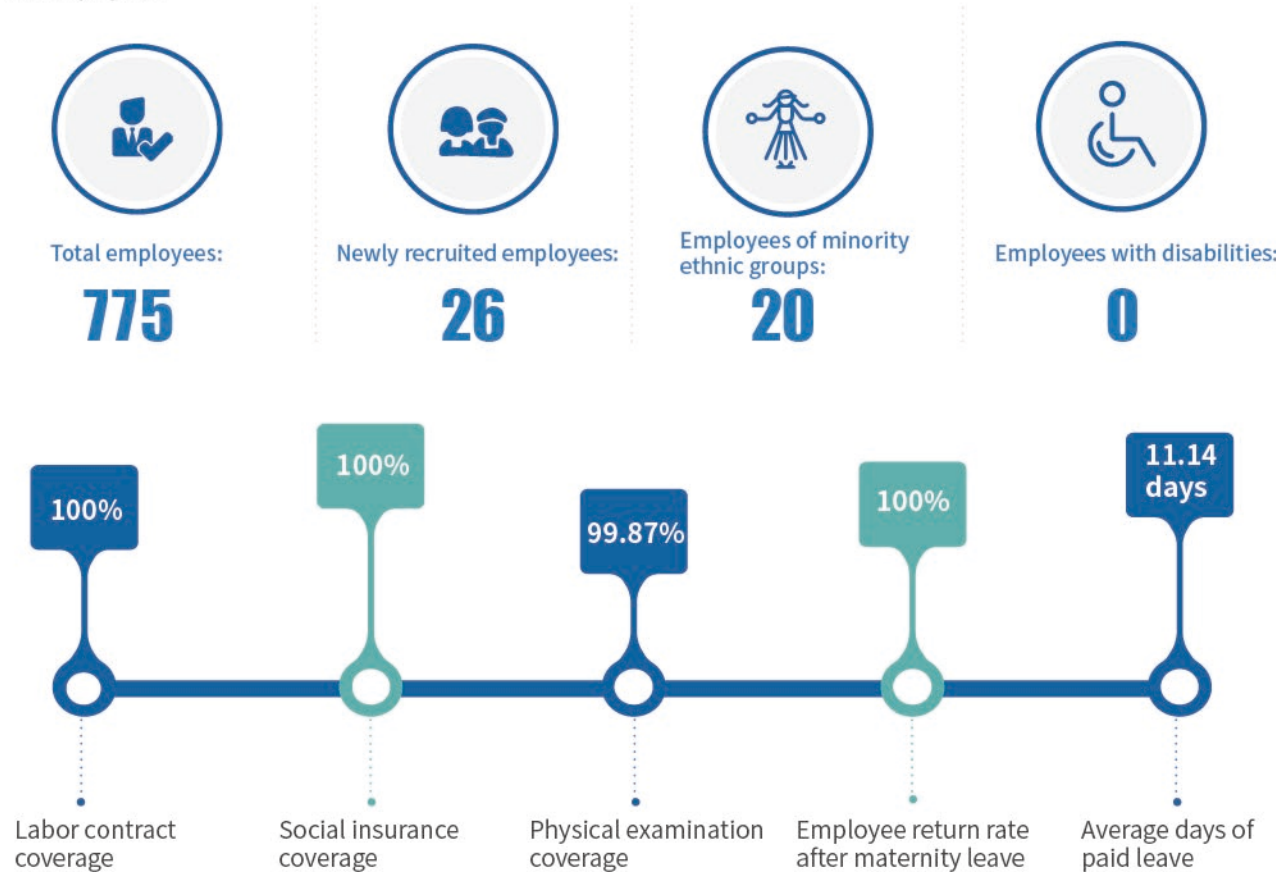 Total employees:
775
Newly recruited employees:
26
Employees of minority
ethnic groups:
20
Employees with disabilities:
0
100%
100%
99.87%
100%
11.14
days
Labor contract
coverage
Social insurance
coverage
Physical examination
coverage
Employee return rate
after maternity leave
Average days of
paid leave